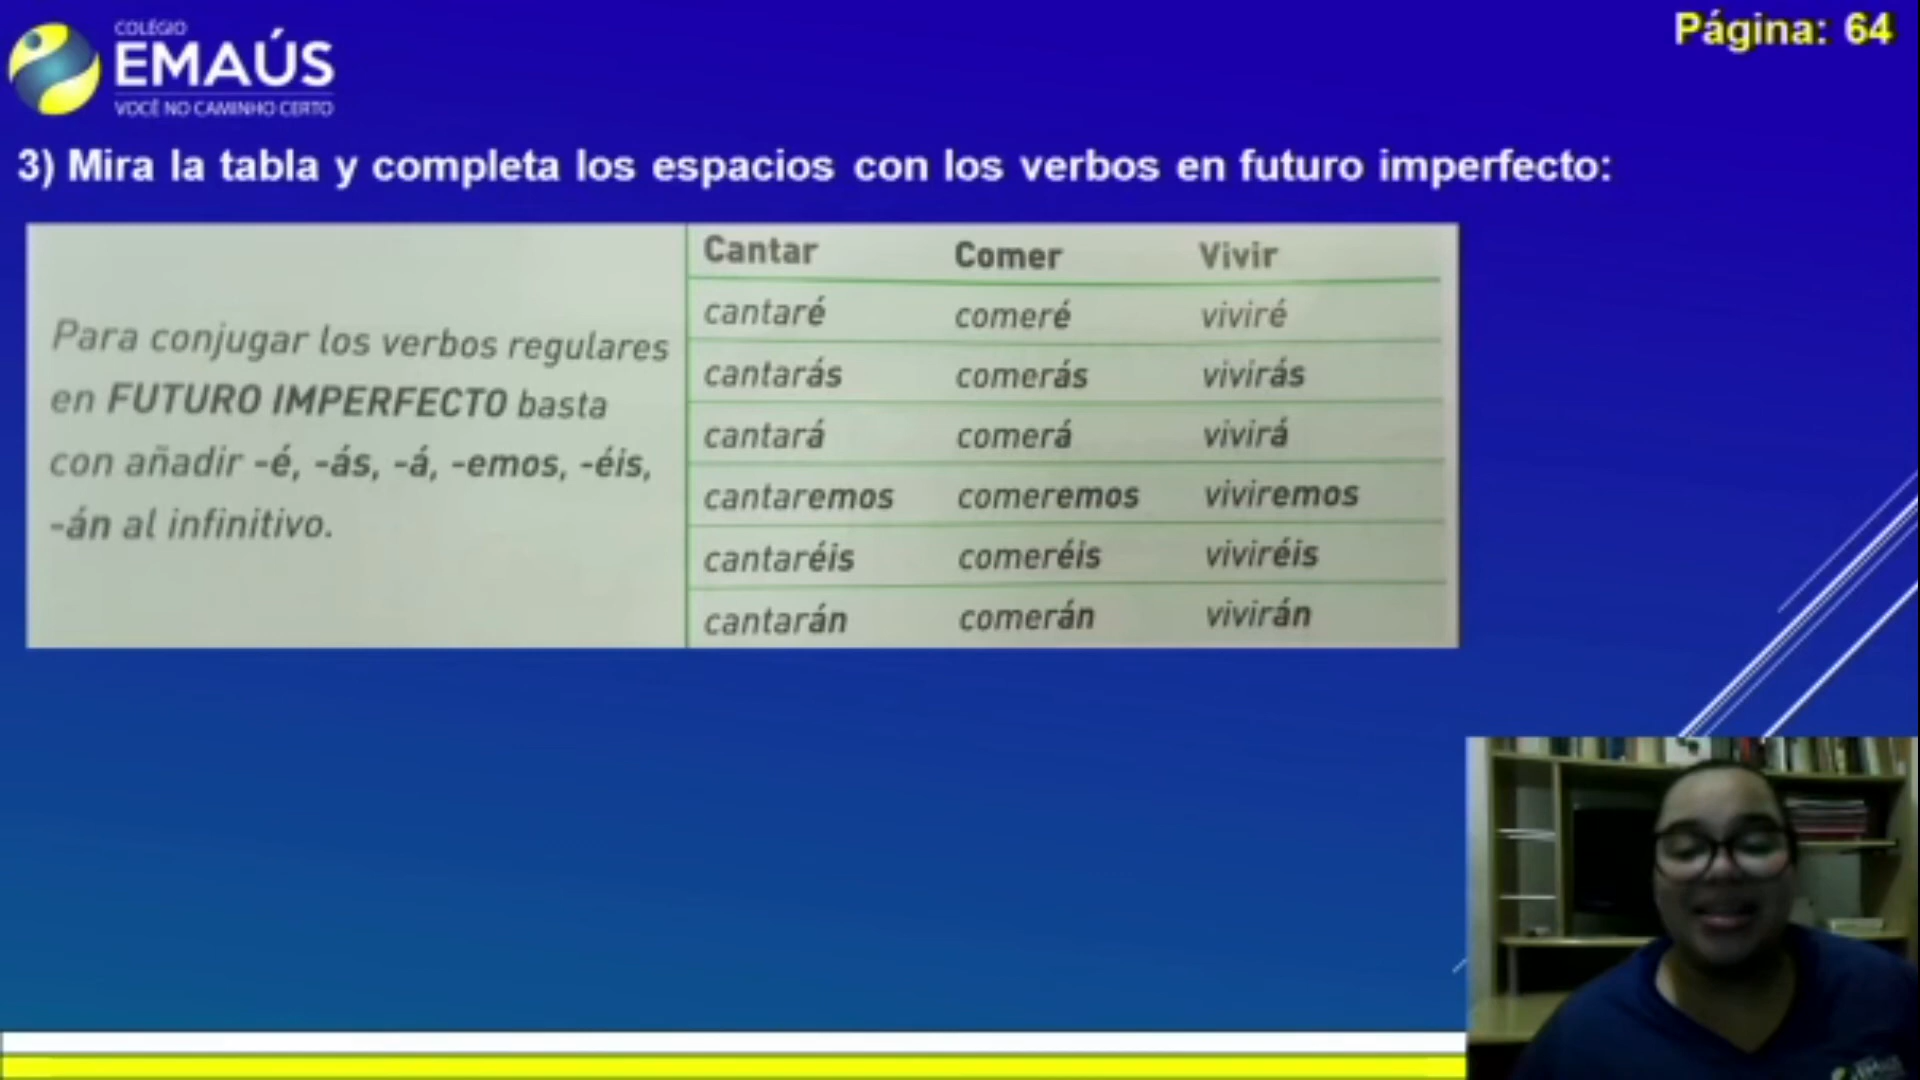 COLÉGIO
EMAÚS
VOCÊ NO CAMINHO CERTO
Página: 64
3) Mira la tabla y completa los espacios con los verbos en futuro imperfecto:
Para conjugar los verbos regulares
en FUTURO IMPERFECTO basta
con añadir -é, -ás, -á, -emos, -éis,
-án al infinitivo.
Cantar Comer Vivir
cantaré comeré viviré
cantarás comerás vivirás
cantará comerá vivirá
cantaremos comeremos viviremos
cantaréis comeréis viviréis
cantarán comerán vivirán